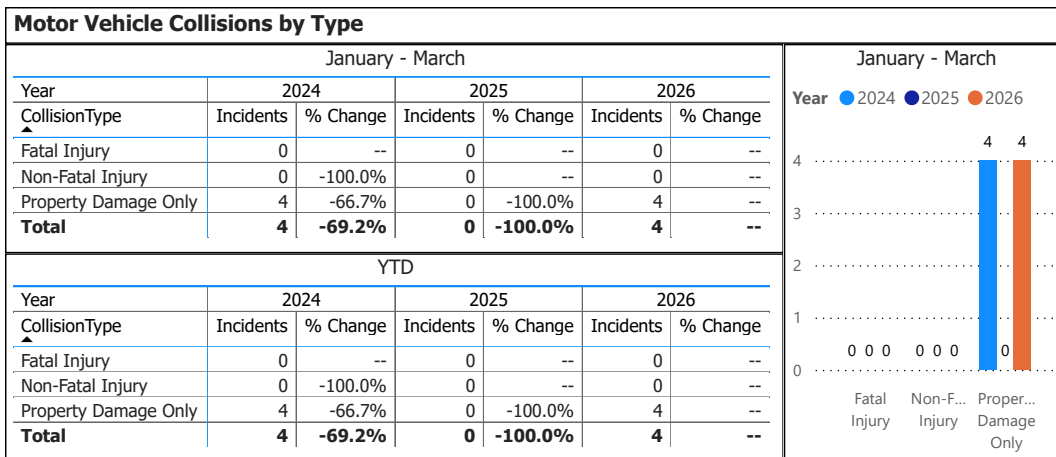 Motor Vehicle Collisions by Type
January - March
Year 2024 2025 2026
CollisionType Incidents % Change Incidents % Change Incidents % Change
Fatal Injury 0 -- 0 -- 0 --
Non-Fatal Injury 0 -100.0% 0 -- 0 --
Property Damage Only 4 -66.7% 0 -100.0% 4 --
Total 4 -69.2% 0 -100.0% 4 --
YTD
Year 2024 2025 2026
CollisionType Incidents % Change Incidents % Change Incidents % Change
Fatal Injury 0 -- 0 -- 0 --
Non-Fatal Injury 0 -100.0% 0 -- 0 --
Property Damage Only 4 -66.7% 0 -100.0% 4 --
Total 4 -69.2% 0 -100.0% 4 --
January - March
Year 2024 2025 2026
4 4
4
3
2
1
0 0 0 0 0 0 0
0
Fatal Non-F... Proper...
Injury Injury Damage
Only